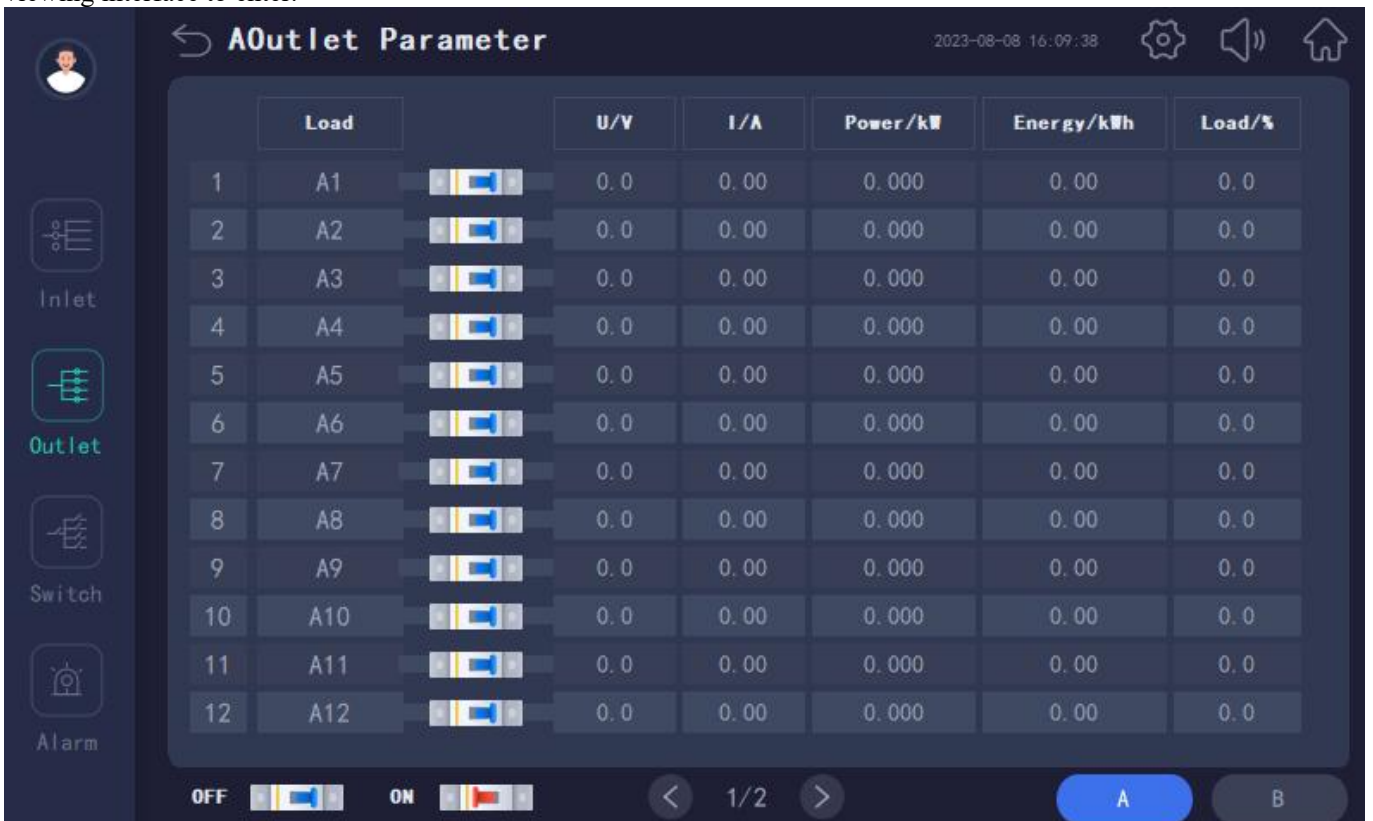 AOutlet Parameter
2023-08-08 16:09:38
Load U/V I/A Power/kW Energy/kWh Load/%
1 A1 0.0 0.00 0.000 0.00 0.0
2 A2 0.0 0.00 0.000 0.00 0.0
3 A3 0.0 0.00 0.000 0.00 0.0
4 A4 0.0 0.00 0.000 0.00 0.0
5 A5 0.0 0.00 0.000 0.00 0.0
6 A6 0.0 0.00 0.000 0.00 0.0
7 A7 0.0 0.00 0.000 0.00 0.0
8 A8 0.0 0.00 0.000 0.00 0.0
9 A9 0.0 0.00 0.000 0.00 0.0
10 A10 0.0 0.00 0.000 0.00 0.0
11 A11 0.0 0.00 0.000 0.00 0.0
12 A12 0.0 0.00 0.000 0.00 0.0
Inlet
Outlet
Switch
Alarm
OFF ON < 1/2 > A B